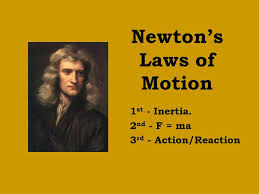 Newton's
Laws of
Motion
1st - Inertia.
2nd - F = ma
3rd - Action/Reaction